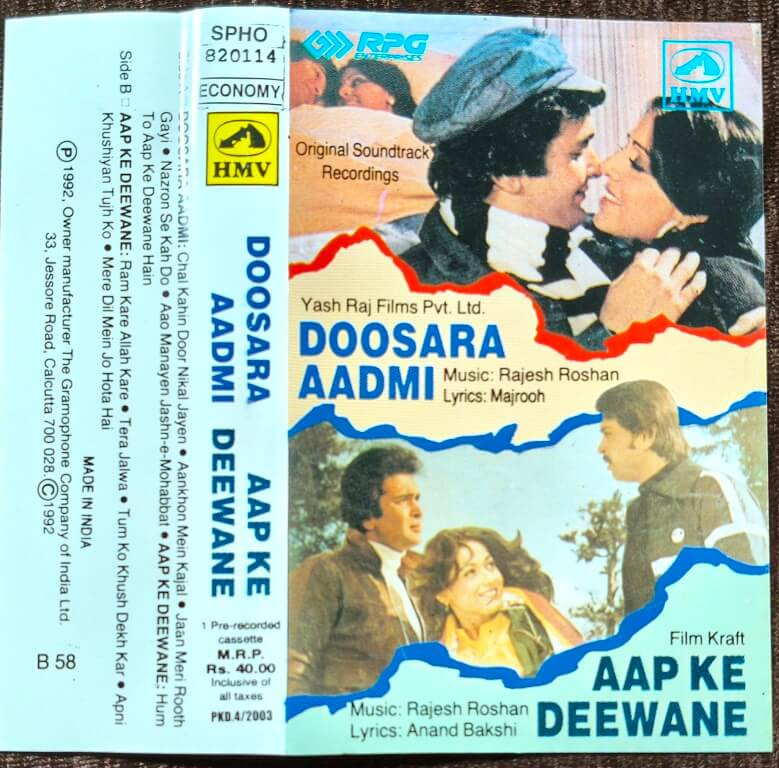 SPHO
820114
ECONOMY
HMV
DOOSARA AAP KE
AADMI DEEWANE
1 Pre-recorded
cassette
M.R.P.
Rs. 40.00
Inclusive of
all taxes
PKD.4/2003
DOOSARA AADMI: Chal Kahin Door Nikal Jayen • Aankhon Mein Kajal • Jaan Meri Rooth
Gayi • Nazron Se Kah Do • Aao Manayen Jashn-e-Mohabbat • AAP KE DEEWANE: Hum
To Aap Ke Deewane Hain
Side B □ AAP KE DEEWANE: Ram Kare Allah Kare • Tera Jalwa • Tum Ko Khush Dekh Kar • Apni
Khushiyan Tujh Ko • Mere Dil Mein Jo Hota Hai
MADE IN INDIA
Ⓟ 1992, Owner manufacturer The Gramophone Company of India Ltd.
33, Jessore Road, Calcutta 700 028.Ⓒ1992
B 58
RPG
ENTERPRISES
HMV
Original Soundtrack
Recordings
Yash Raj Films Pvt. Ltd.
DOOSARA
AADMI
Music: Rajesh Roshan
Lyrics: Majrooh
Film Kraft
AAP KE
DEEWANE
Music: Rajesh Roshan
Lyrics: Anand Bakshi